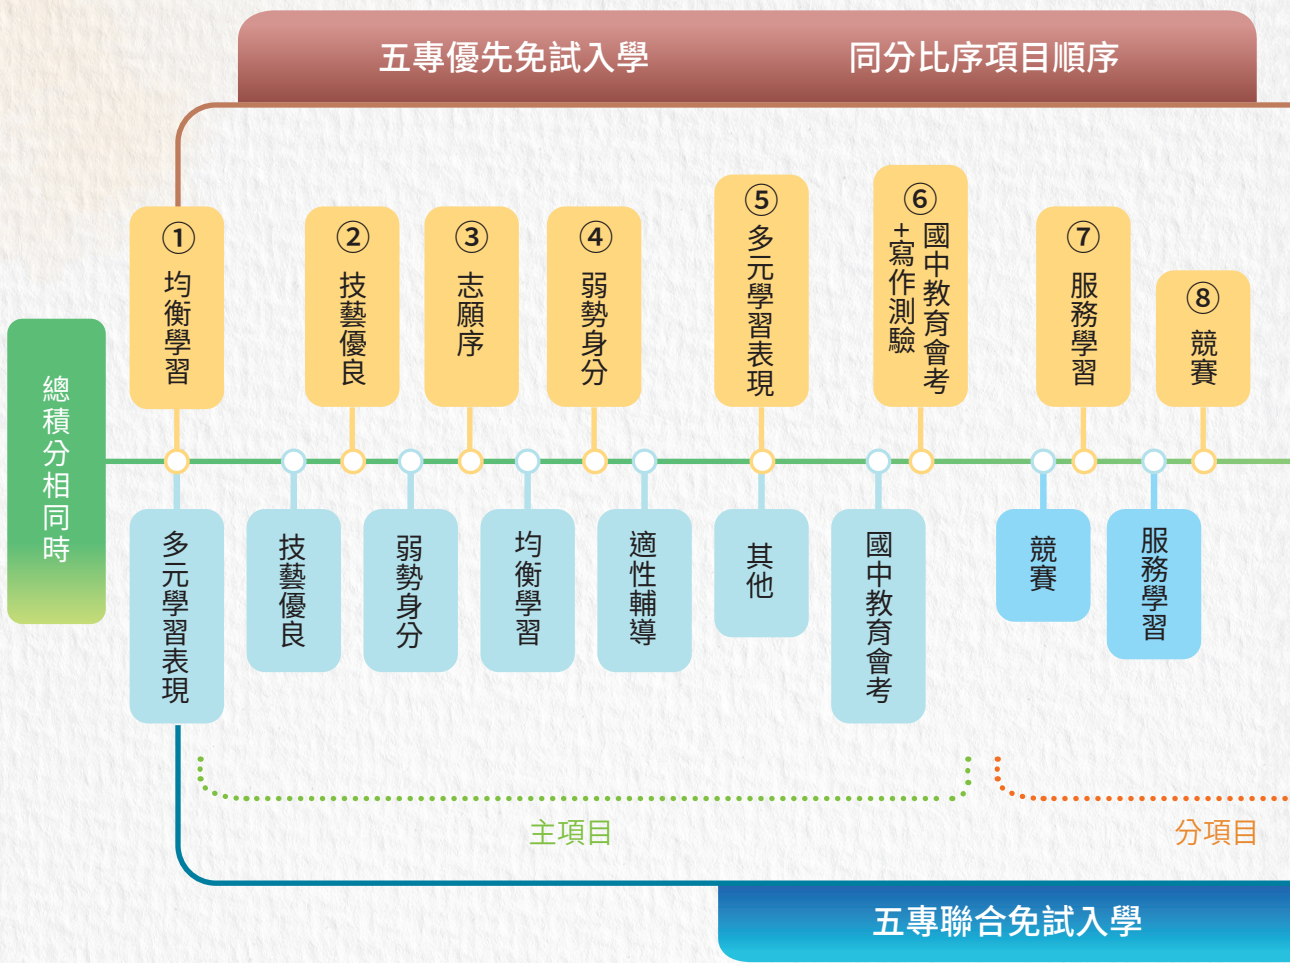 五專優先免試入學 同分比序項目順序
① 均衡學習
② 技藝優良
③ 志願序
④ 弱勢身分
⑤ 多元學習表現
⑥ 國中教育會考
+寫作測驗
⑦ 服務學習
⑧ 競賽
總積分相同時
多元學習表現
技藝優良
弱勢身分
均衡學習
適性輔導
其他
國中教育會考
競賽
服務學習
主項目
分項目
五專聯合免試入學